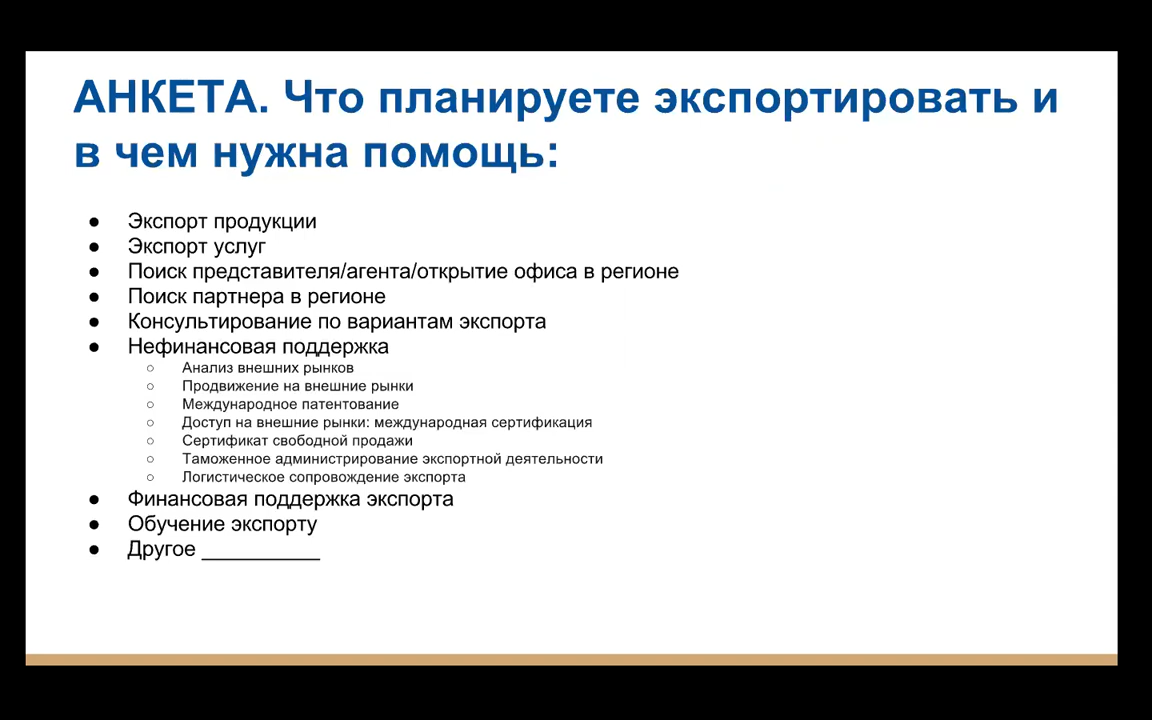 АНКЕТА. Что планируете экспортировать и
в чем нужна помощь:
● Экспорт продукции
● Экспорт услуг
● Поиск представителя/агента/открытие офиса в регионе
● Поиск партнера в регионе
● Консультирование по вариантам экспорта
● Нефинансовая поддержка
○ Анализ внешних рынков
○ Продвижение на внешние рынки
○ Международное патентование
○ Доступ на внешние рынки: международная сертификация
○ Сертификат свободной продажи
○ Таможенное администрирование экспортной деятельности
○ Логистическое сопровождение экспорта
● Финансовая поддержка экспорта
● Обучение экспорту
● Другое __________